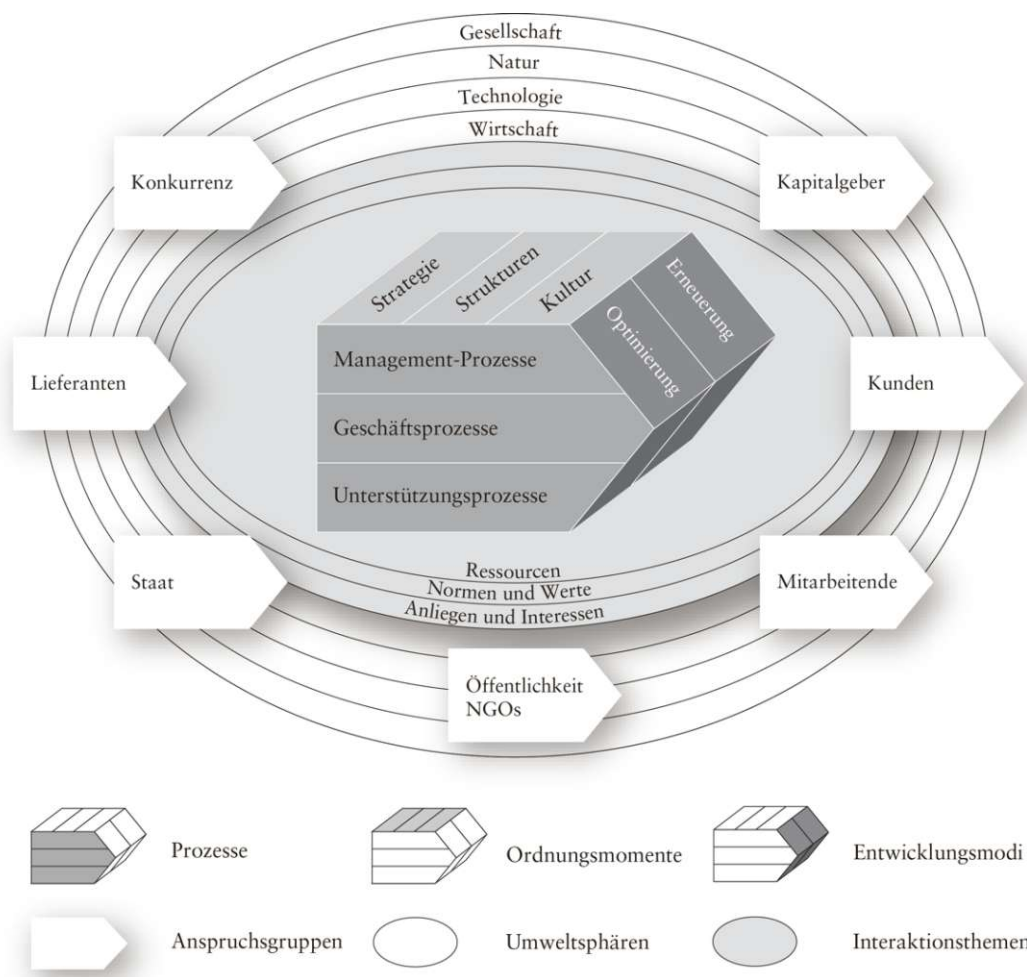 Gesellschaft
Natur
Technologie
Wirtschaft
Konkurrenz
Kapitalgeber
Strategie
Strukturen
Kultur
Erneuerung
Optimierung
Management-Prozesse
Lieferanten
Kunden
Geschäftsprozesse
Unterstützungsprozesse
Ressourcen
Staat
Mitarbeitende
Normen und Werte
Anliegen und Interessen
Öffentlichkeit
NGOs
Prozesse
Ordnungsmomente
Entwicklungsmodi
Anspruchsgruppen
Umweltsphären
Interaktionsthemen